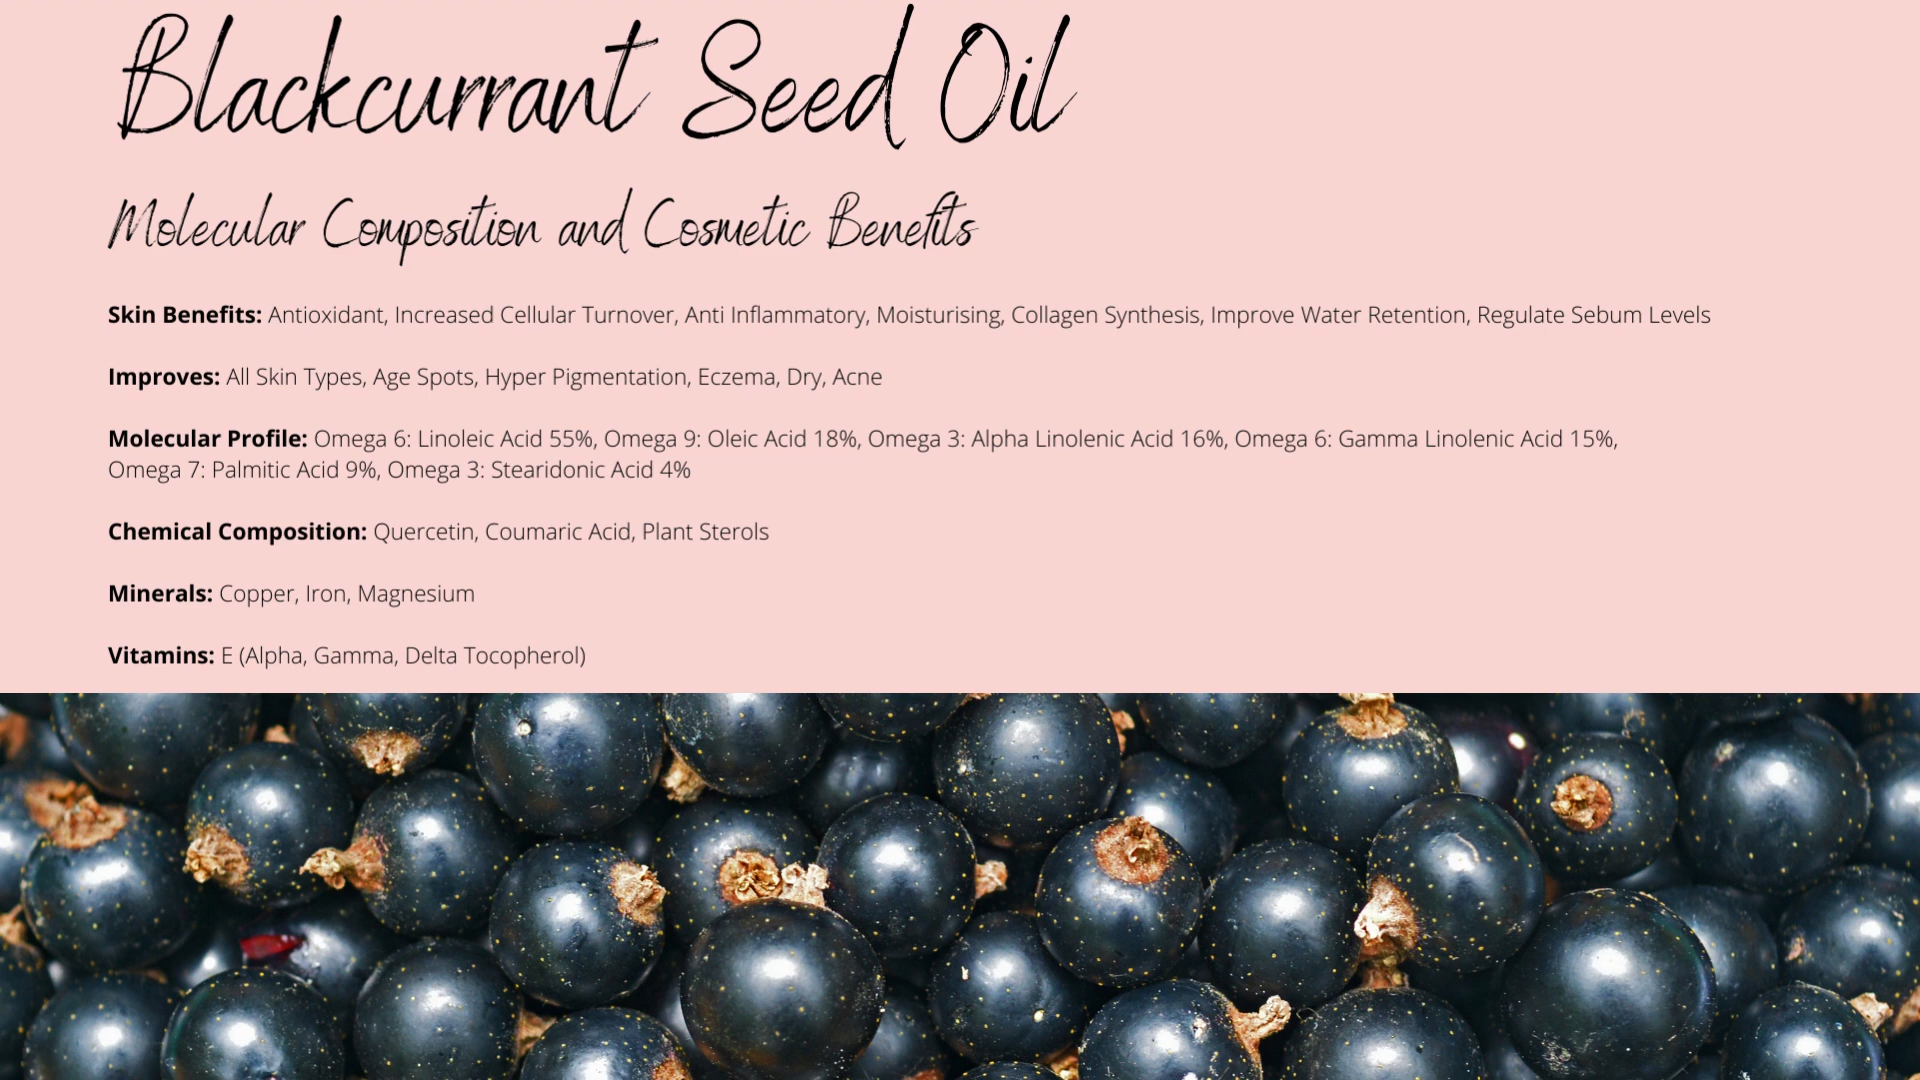 Blackcurrant Seed Oil
Molecular Composition and Cosmetic Benefits
Skin Benefits: Antioxidant, Increased Cellular Turnover, Anti Inflammatory, Moisturising, Collagen Synthesis, Improve Water Retention, Regulate Sebum Levels
Improves: All Skin Types, Age Spots, Hyper Pigmentation, Eczema, Dry, Acne
Molecular Profile: Omega 6: Linoleic Acid 55%, Omega 9: Oleic Acid 18%, Omega 3: Alpha Linolenic Acid 16%, Omega 6: Gamma Linolenic Acid 15%,
Omega 7: Palmitic Acid 9%, Omega 3: Stearidonic Acid 4%
Chemical Composition: Quercetin, Coumaric Acid, Plant Sterols
Minerals: Copper, Iron, Magnesium
Vitamins: E (Alpha, Gamma, Delta Tocopherol)